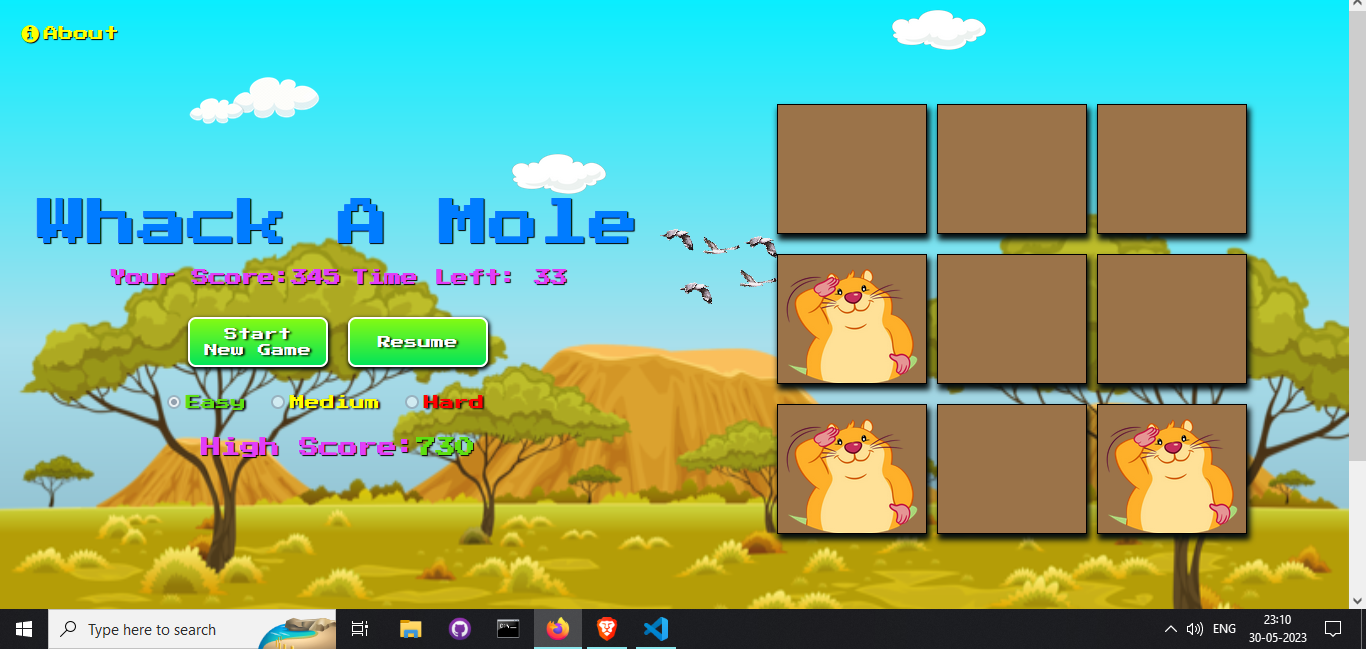 About
Whack A Mole
Your Score:345 Time Left: 33
Start
New Game
Resume
Easy Medium Hard
High Score:730
Type here to search
ENG
23:10
30-05-2023